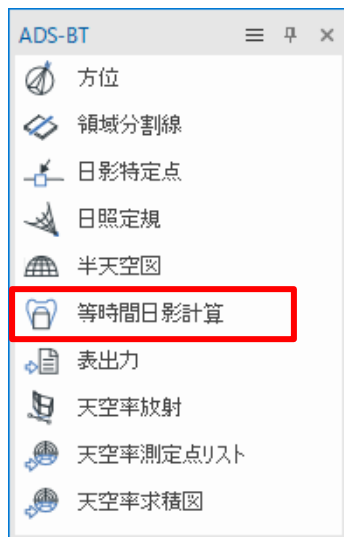 ADS-BT
方位
領域分割線
日影特定点
日照定規
半天空図
等時間日影計算
表出力
天空率放射
天空率測定点リスト
天空率求積図